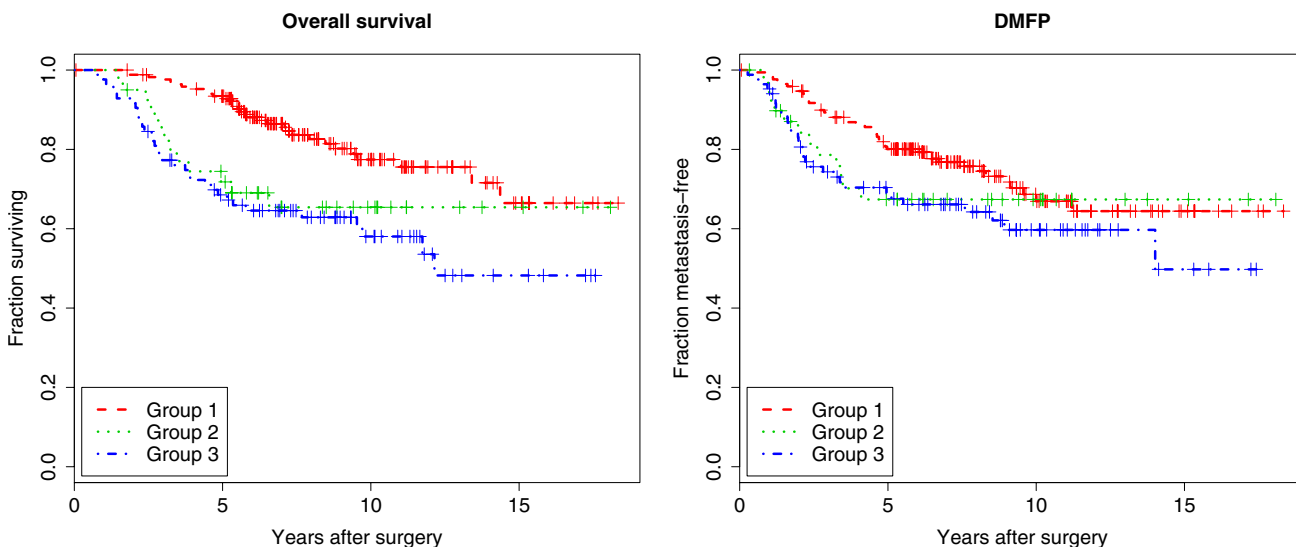 Overall survival
Fraction surviving
1.0
0.8
0.6
0.4
0.2
0.0
Group 1
Group 2
Group 3
0 5 10 15
Years after surgery
DMFP
Fraction metastasis–free
1.0
0.8
0.6
0.4
0.2
0.0
Group 1
Group 2
Group 3
0 5 10 15
Years after surgery